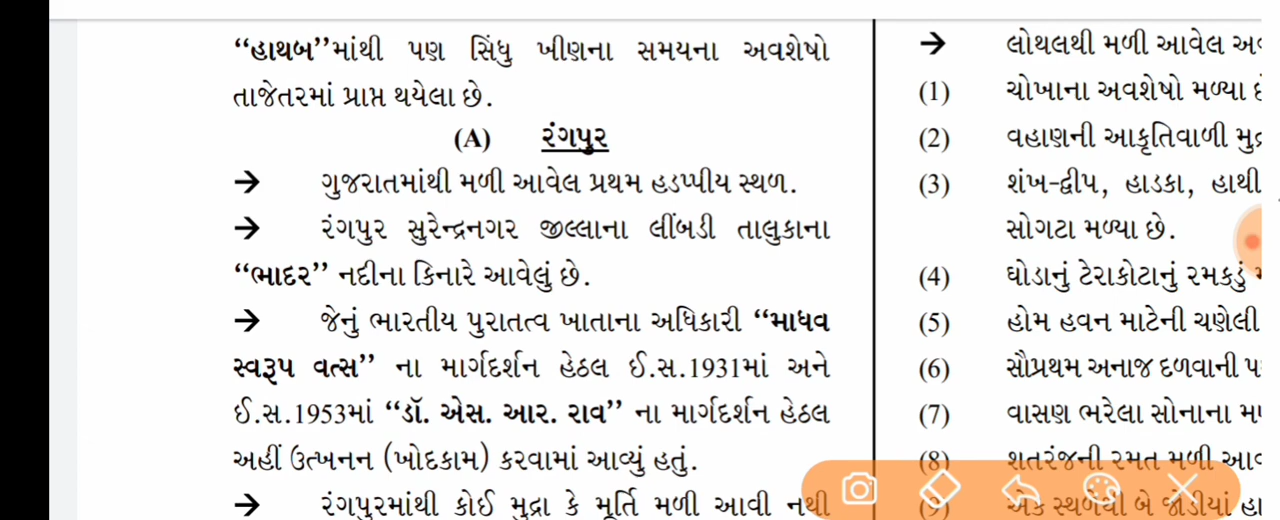 “હાથબ”માંથી પણ સિંધુ ખીણના સમયના અવશેષો
તાજેતરમાં પ્રાપ્ત થયેલા છે.
(A) રંગપુર
→ ગુજરાતમાંથી મળી આવેલ પ્રથમ હડપ્પીય સ્થળ.
→ રંગપુર સુરેન્દ્રનગર જીલ્લાના લીંબડી તાલુકાના
“ભાદર” નદીના કિનારે આવેલું છે.
→ જેનું ભારતીય પુરાતત્વ ખાતાના અધિકારી “માધવ
સ્વરૂપ વત્સ” ના માર્ગદર્શન હેઠલ ઈ.સ.1931માં અને
ઈ.સ.1953માં “ડૉ. એસ. આર. રાવ” ના માર્ગદર્શન હેઠલ
અહીં ઉત્ખનન (ખોદકામ) કરવામાં આવ્યું હતું.
→ રંગપુરમાંથી કોઈ મુદ્રા કે મૂર્તિ મળી આવી નથી
→ લોથલથી મળી આવેલ
(1) ચોખાના અવશેષો મળ્યા
(2) વહાણની આકૃતિવાળી
(3) શંખ-દ્વીપ, હાડકા, હાથી
સોગટા મળ્યા છે.
(4) ઘોડાનું ટેરાકોટાનું રમકડું
(5) હોમ હવન માટેની ચણેલી
(6) સૌપ્રથમ અનાજ દળવાની
(7) વાસણ ભરેલા સોનાના
(8) શતરંજની રમત મળી
(9) એક સ્થળેથી બે જોડીયાં